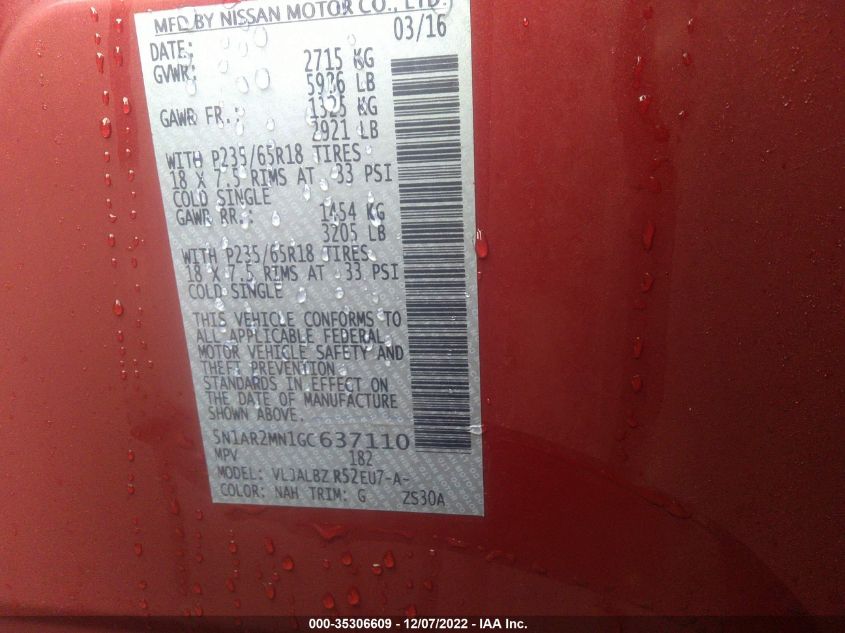 MFD BY NISSAN MOTOR CO., LTD.
DATE: 03/16
GVWR: 2715 KG
5986 LB
GAWR FR.: 1325 KG
2921 LB
WITH P235/65R18 TIRES
18 X 7.5 RIMS AT 33 PSI
COLD SINGLE
GAWR RR.: 1454 KG
3205 LB
WITH P235/65R18 TIRES
18 X 7.5 RIMS AT 33 PSI
COLD SINGLE
THIS VEHICLE CONFORMS TO
ALL APPLICABLE FEDERAL
MOTOR VEHICLE SAFETY AND
THEFT PREVENTION
STANDARDS IN EFFECT ON
THE DATE OF MANUFACTURE
SHOWN ABOVE.
5N1AR2MN1GC637110
MPV 182
MODEL: VLJALBZ R52EU7-A-
COLOR: NAH TRIM: G ZS30A
000-35306609 - 12/07/2022 - IAA Inc.